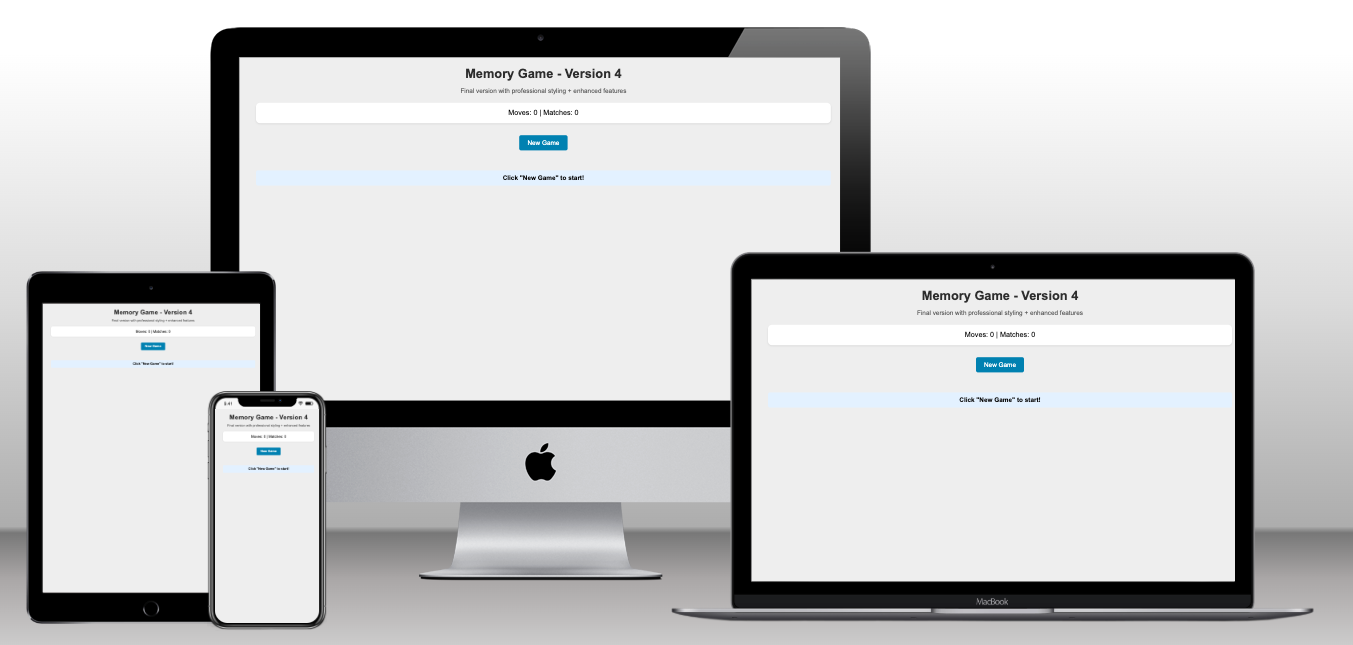 Memory Game - Version 4
Final version with professional styling + enhanced features
Moves: 0 | Matches: 0
New Game
Click "New Game" to start!
Memory Game - Version 4
Final version with professional styling + enhanced features
Moves: 0 | Matches: 0
New Game
Click "New Game" to start!
MacBook
Memory Game - Version 4
Final version with professional styling + enhanced features
Moves: 0 | Matches: 0
New Game
Click "New Game" to start!
9:41
Memory Game - Version 4
Final version with professional styling + enhanced features
Moves: 0 | Matches: 0
New Game
Click "New Game" to start!